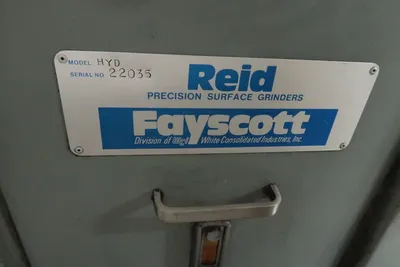 MODEL HYD
SERIAL NO 22035
Reid
PRECISION SURFACE GRINDERS
Fayscott
Division of White Consolidated Industries, Inc.